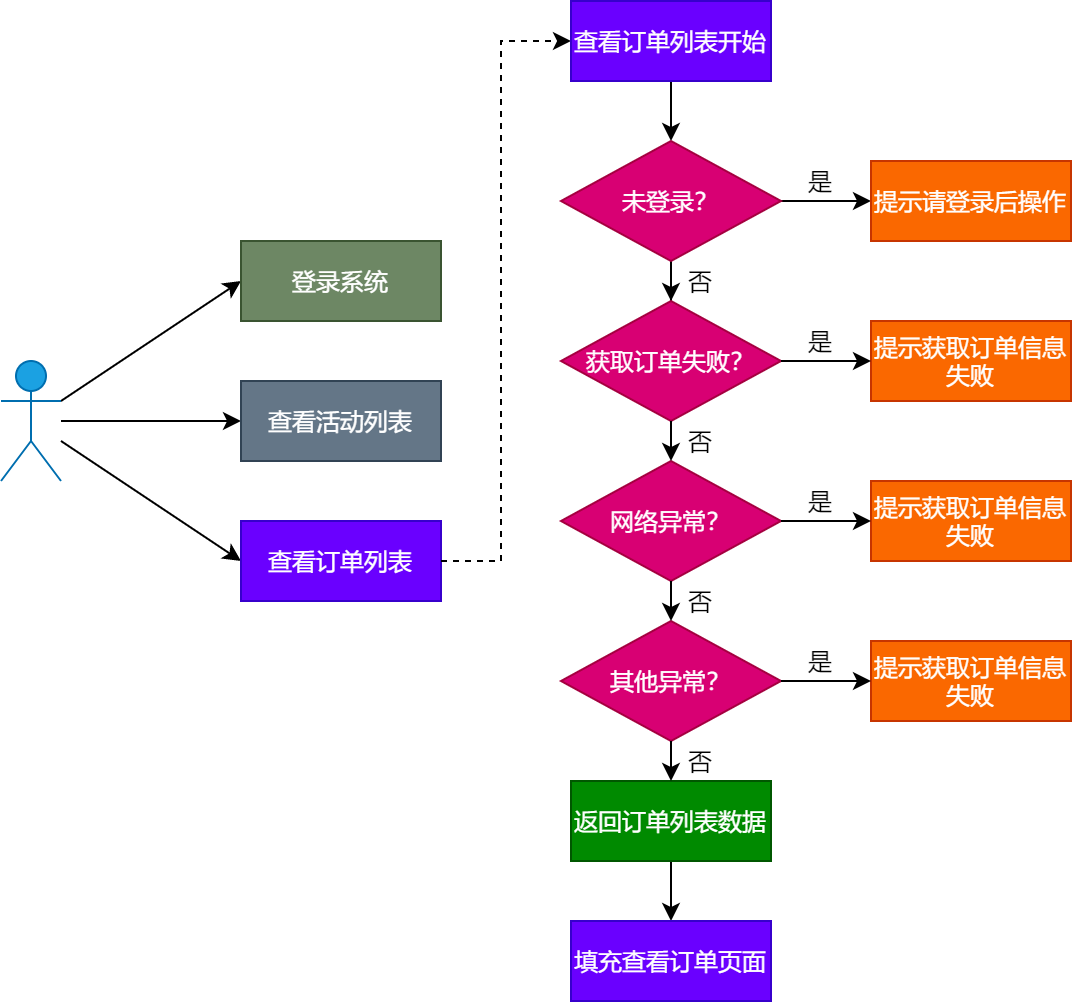 查看订单列表开始
未登录?
是
提示请登录后操作
否
登录系统
获取订单失败?
是
提示获取订单信息
失败
查看活动列表
否
网络异常?
是
提示获取订单信息
失败
查看订单列表
否
其他异常?
是
提示获取订单信息
失败
否
返回订单列表数据
填充查看订单页面